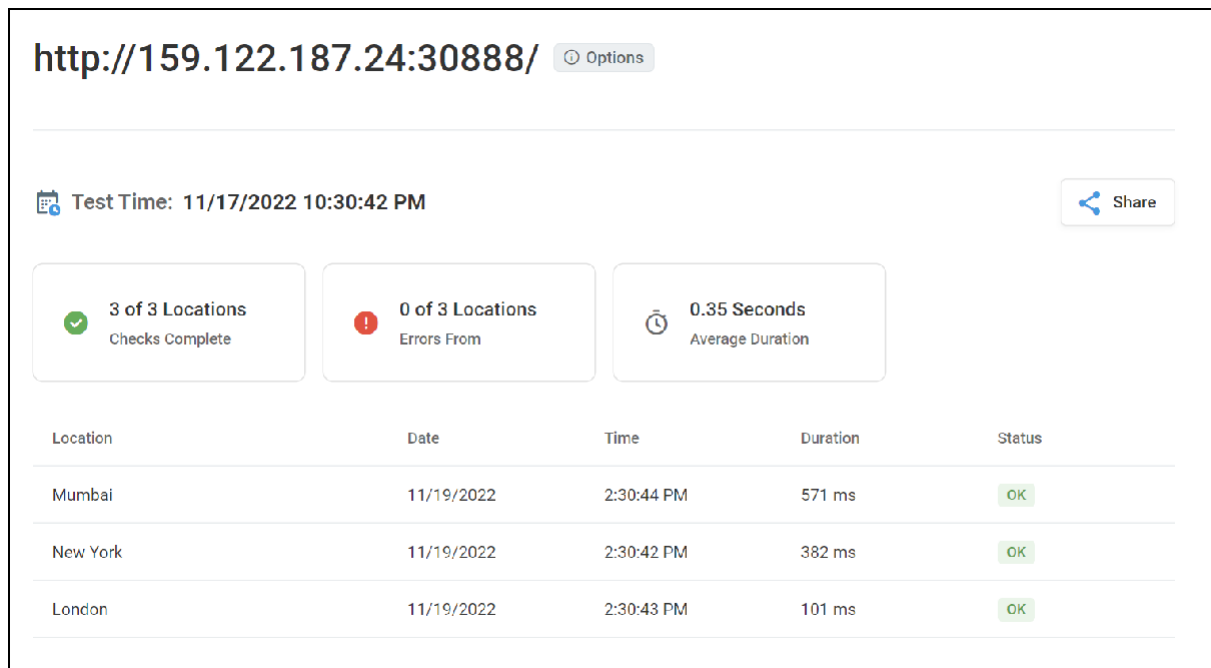 http://159.122.187.24:30888/ Options
Test Time: 11/17/2022 10:30:42 PM Share
3 of 3 Locations 0 of 3 Locations 0.35 Seconds
Checks Complete Errors From Average Duration
Location Date Time Duration Status
Mumbai 11/19/2022 2:30:44 PM 571 ms OK
New York 11/19/2022 2:30:42 PM 382 ms OK
London 11/19/2022 2:30:43 PM 101 ms OK